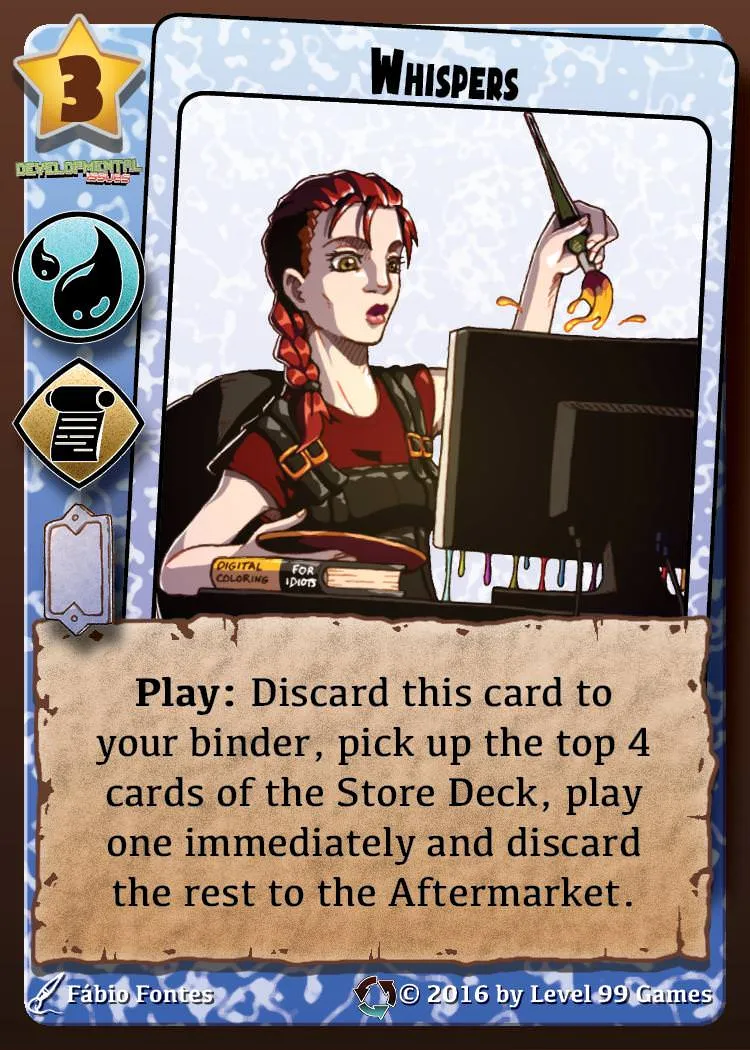 3
WHISPERS
DEVELOPMENTAL
ISSUES
DIGITAL COLORING
FOR IDIOTS
Play: Discard this card to
your binder, pick up the top 4
cards of the Store Deck, play
one immediately and discard
the rest to the Aftermarket.
Fábio Fontes
© 2016 by Level 99 Games